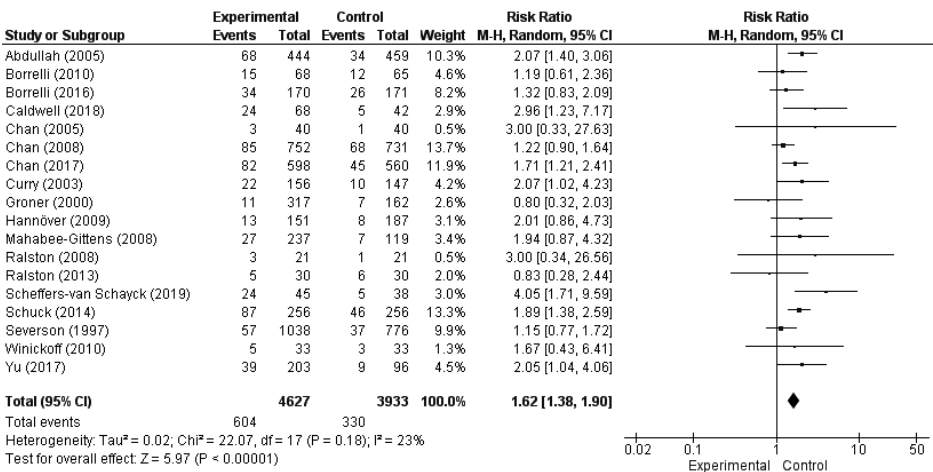 Experimental Control Risk Ratio Risk Ratio
Study or Subgroup Events Total Events Total Weight M-H, Random, 95% CI M-H, Random, 95% CI
Abdullah (2005) 68 444 34 459 10.3% 2.07 [1.40, 3.06]
Borrelli (2010) 15 68 12 65 4.6% 1.19 [0.61, 2.36]
Borrelli (2016) 34 170 26 171 8.2% 1.32 [0.83, 2.09]
Caldwell (2018) 24 68 5 42 2.9% 2.96 [1.23, 7.17]
Chan (2005) 3 40 1 40 0.5% 3.00 [0.33, 27.63]
Chan (2008) 85 752 68 731 13.7% 1.22 [0.90, 1.64]
Chan (2017) 82 598 45 560 11.9% 1.71 [1.21, 2.41]
Curry (2003) 22 156 10 147 4.2% 2.07 [1.02, 4.23]
Groner (2000) 11 317 7 162 2.6% 0.80 [0.32, 2.03]
Hannöver (2009) 13 151 8 187 3.1% 2.01 [0.86, 4.73]
Mahabee-Gittens (2008) 27 237 7 119 3.4% 1.94 [0.87, 4.32]
Ralston (2008) 3 21 1 21 0.5% 3.00 [0.34, 26.56]
Ralston (2013) 5 30 6 30 2.0% 0.83 [0.28, 2.44]
Scheffers-van Schayck (2019) 24 45 5 38 3.0% 4.05 [1.71, 9.59]
Schuck (2014) 87 256 46 256 13.3% 1.89 [1.38, 2.59]
Severson (1997) 57 1038 37 776 9.9% 1.15 [0.77, 1.72]
Winickoff (2010) 5 33 3 33 1.3% 1.67 [0.43, 6.41]
Yu (2017) 39 203 9 96 4.5% 2.05 [1.04, 4.06]
Total (95% CI) 4627 3933 100.0% 1.62 [1.38, 1.90]
Total events 604 330
Heterogeneity: Tau² = 0.02; Chi² = 22.07, df = 17 (P = 0.18); I² = 23%
Test for overall effect: Z = 5.97 (P < 0.00001)
0.02 0.1 1 10 50
Experimental Control